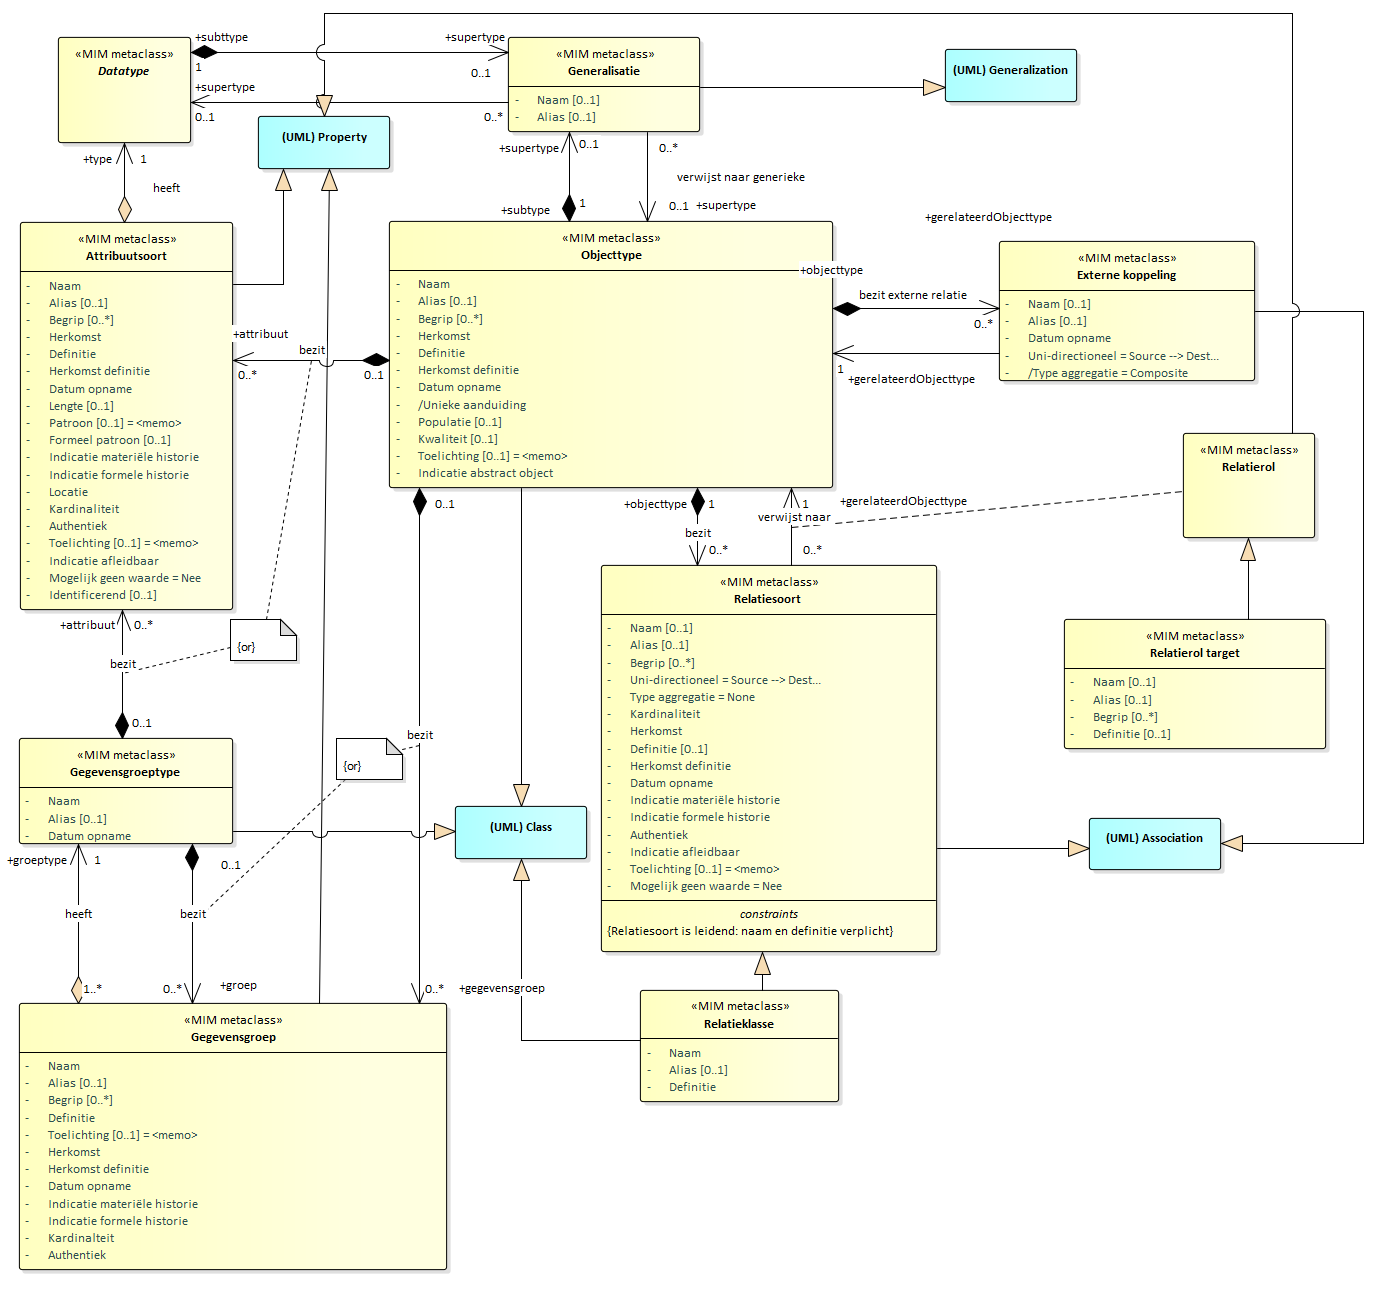 +subttype
+supertype
1
0..1
+supertype
0..1
0..*
«MIM metaclass»
Datatype
«MIM metaclass»
Generalisatie
- Naam [0..1]
- Alias [0..1]
(UML) Generalization
(UML) Property
+type
1
heeft
+supertype
0..1
0..*
verwijst naar generieke
+subtype
1
0..1
+supertype
+gerelateerdObjecttype
«MIM metaclass»
Attribuutsoort
- Naam
- Alias [0..1]
- Begrip [0..*]
- Herkomst
- Definitie
- Herkomst definitie
- Datum opname
- Lengte [0..1]
- Patroon [0..1] = <memo>
- Formeel patroon [0..1]
- Indicatie materiële historie
- Indicatie formele historie
- Locatie
- Kardinaliteit
- Authentiek
- Toelichting [0..1] = <memo>
- Indicatie afleidbaar
- Mogelijk geen waarde = Nee
- Identificerend [0..1]
+attribuut
bezit
0..*
0..1
«MIM metaclass»
Objecttype
- Naam
- Alias [0..1]
- Begrip [0..*]
- Herkomst
- Definitie
- Herkomst definitie
- Datum opname
- /Unieke aanduiding
- Populatie [0..1]
- Kwaliteit [0..1]
- Toelichting [0..1] = <memo>
- Indicatie abstract object
+objecttype
bezit externe relatie
0..*
1
+gerelateerdObjecttype
«MIM metaclass»
Externe koppeling
- Naam [0..1]
- Alias [0..1]
- Datum opname
- Uni-directioneel = Source --> Dest...
- /Type aggregatie = Composite
«MIM metaclass»
Relatierol
0..1
+objecttype
1
bezit
0..*
1
verwijst naar
+gerelateerdObjecttype
0..*
«MIM metaclass»
Relatiesoort
- Naam [0..1]
- Alias [0..1]
- Begrip [0..*]
- Uni-directioneel = Source --> Dest...
- Type aggregatie = None
- Kardinaliteit
- Herkomst
- Definitie [0..1]
- Herkomst definitie
- Datum opname
- Indicatie materiële historie
- Indicatie formele historie
- Authentiek
- Indicatie afleidbaar
- Toelichting [0..1] = <memo>
- Mogelijk geen waarde = Nee
constraints
{Relatiesoort is leidend: naam en definitie verplicht}
«MIM metaclass»
Relatierol target
- Naam [0..1]
- Alias [0..1]
- Begrip [0..*]
- Definitie [0..1]
+attribuut
0..*
{or}
bezit
0..1
«MIM metaclass»
Gegevensgroeptype
- Naam
- Alias [0..1]
- Datum opname
bezit
{or}
(UML) Class
(UML) Association
+groeptype
1
0..1
heeft
bezit
1..*
0..*
+groep
0..*
+gegevensgroep
«MIM metaclass»
Relatieklasse
- Naam
- Alias [0..1]
- Definitie
«MIM metaclass»
Gegevensgroep
- Naam
- Alias [0..1]
- Begrip [0..*]
- Definitie
- Toelichting [0..1] = <memo>
- Herkomst
- Herkomst definitie
- Datum opname
- Indicatie materiële historie
- Indicatie formele historie
- Kardinalteit
- Authentiek